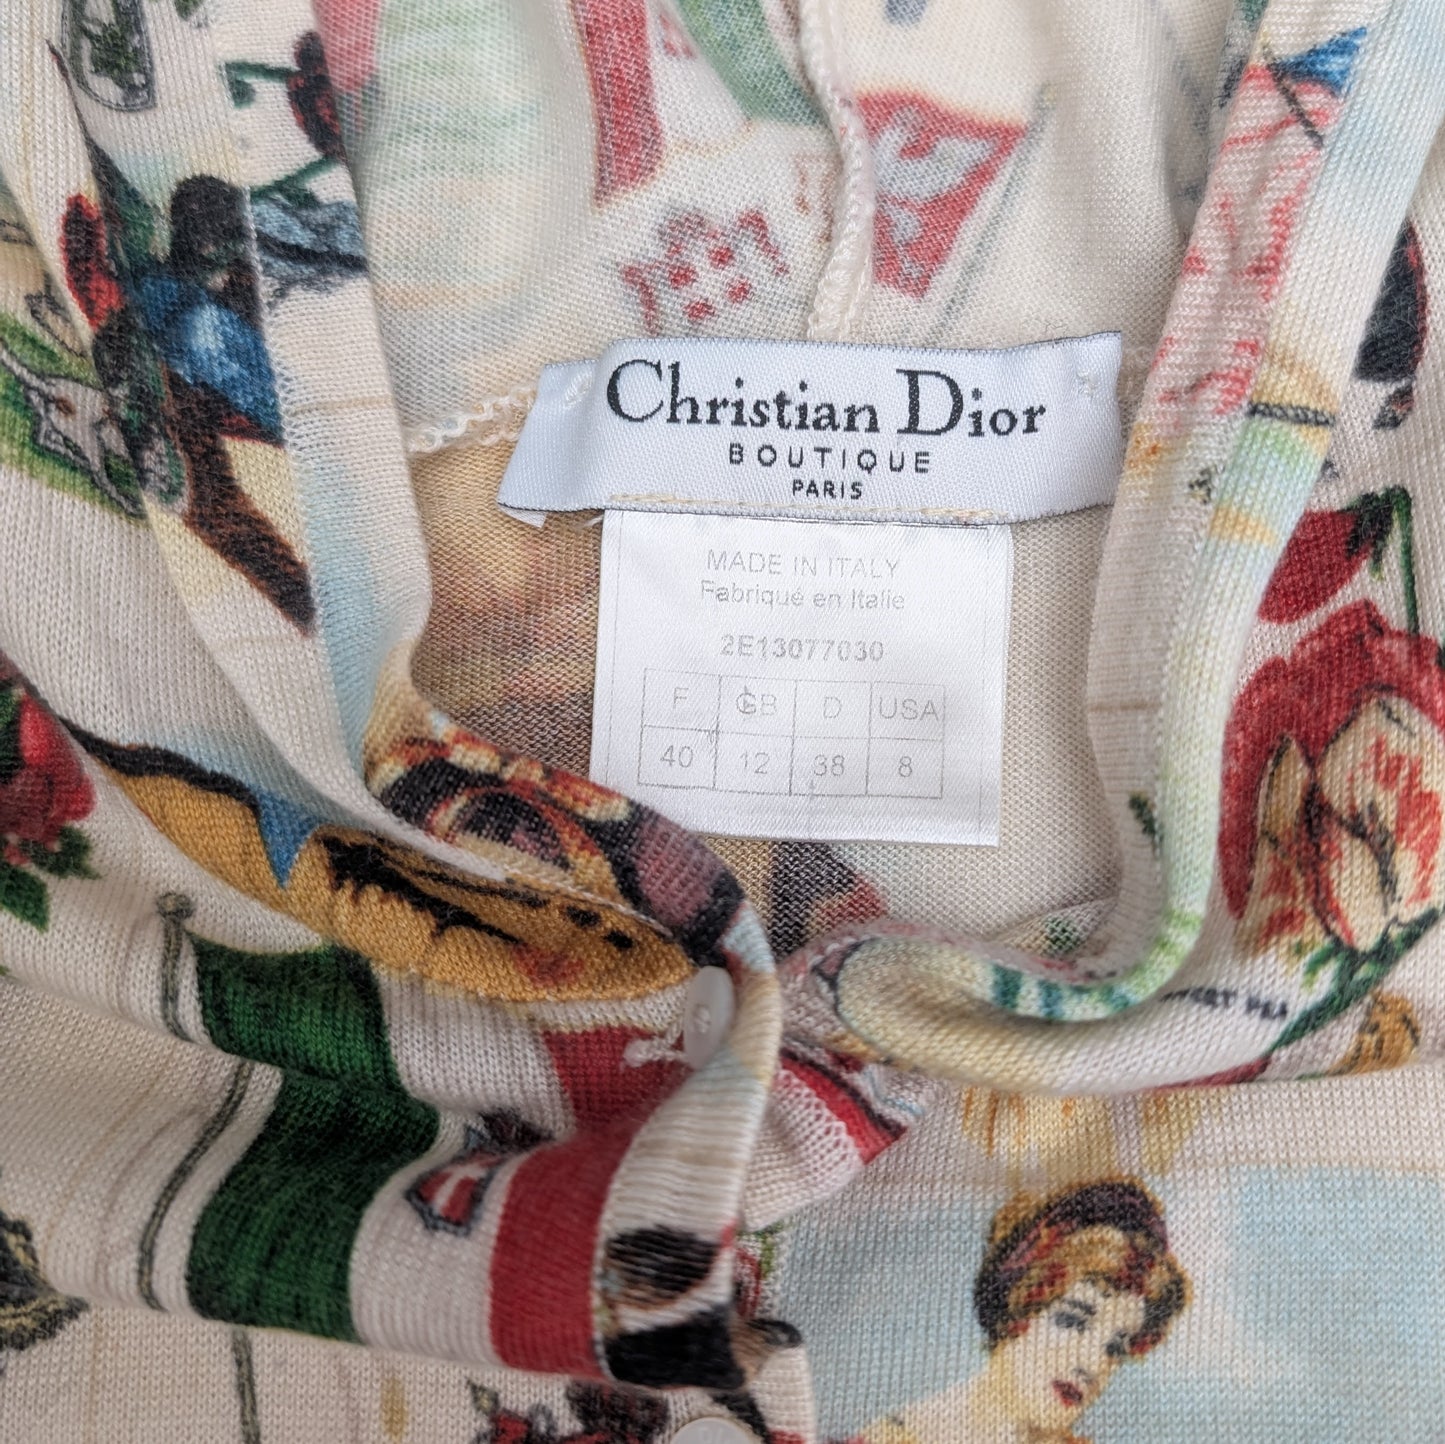 Christian Dior
BOUTIQUE
PARIS
MADE IN ITALY
Fabriqué en Italie
2E13077030
F GB D USA
40 12 38 8